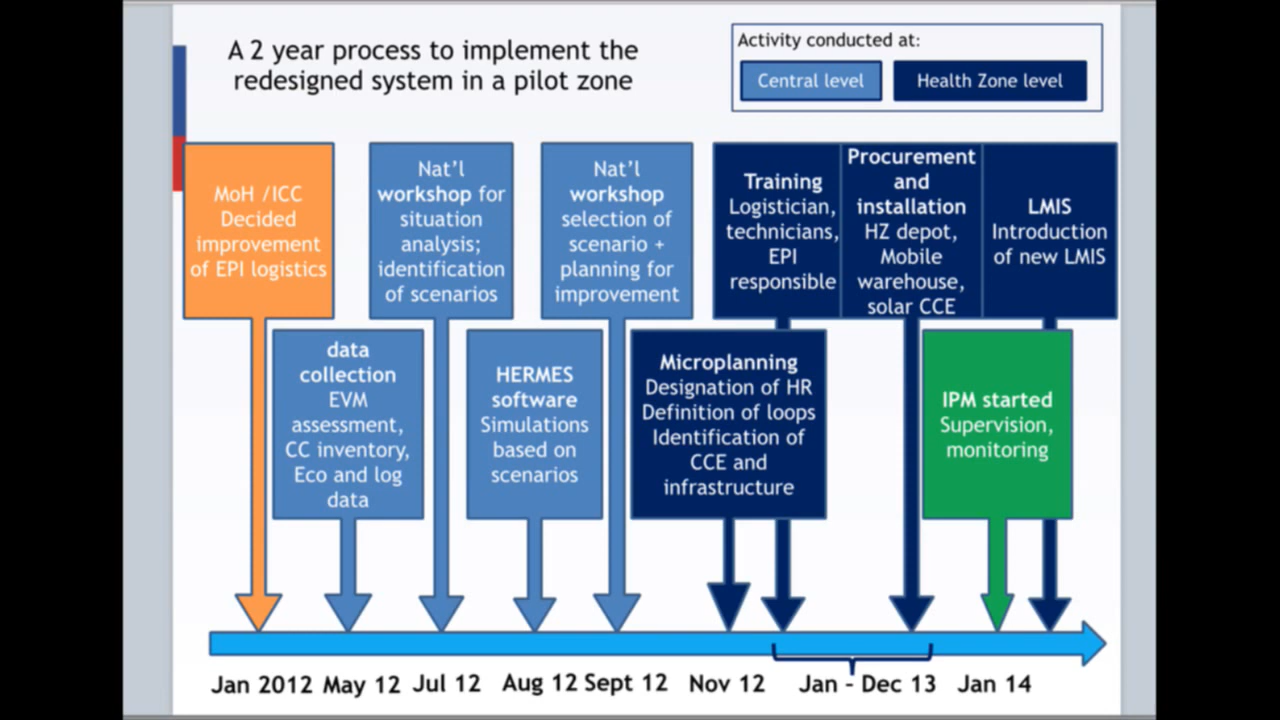 A 2 year process to implement the
redesigned system in a pilot zone
Activity conducted at:
Central level
Health Zone level
MoH /ICC
Decided
improvement
of EPI logistics
data
collection
EVM
assessment,
CC inventory,
Eco and log
data
Nat’l
workshop for
situation
analysis;
identification
of scenarios
HERMES
software
Simulations
based on
scenarios
Nat’l
workshop
selection of
scenario +
planning for
improvement
Microplanning
Designation of HR
Definition of loops
Identification of
CCE and
infrastructure
Training
Logistician,
technicians,
EPI
responsible
Procurement
and
installation
HZ depot,
Mobile
warehouse,
solar CCE
IPM started
Supervision,
monitoring
LMIS
Introduction
of new LMIS
Jan 2012
May 12
Jul 12
Aug 12
Sept 12
Nov 12
Jan - Dec 13
Jan 14